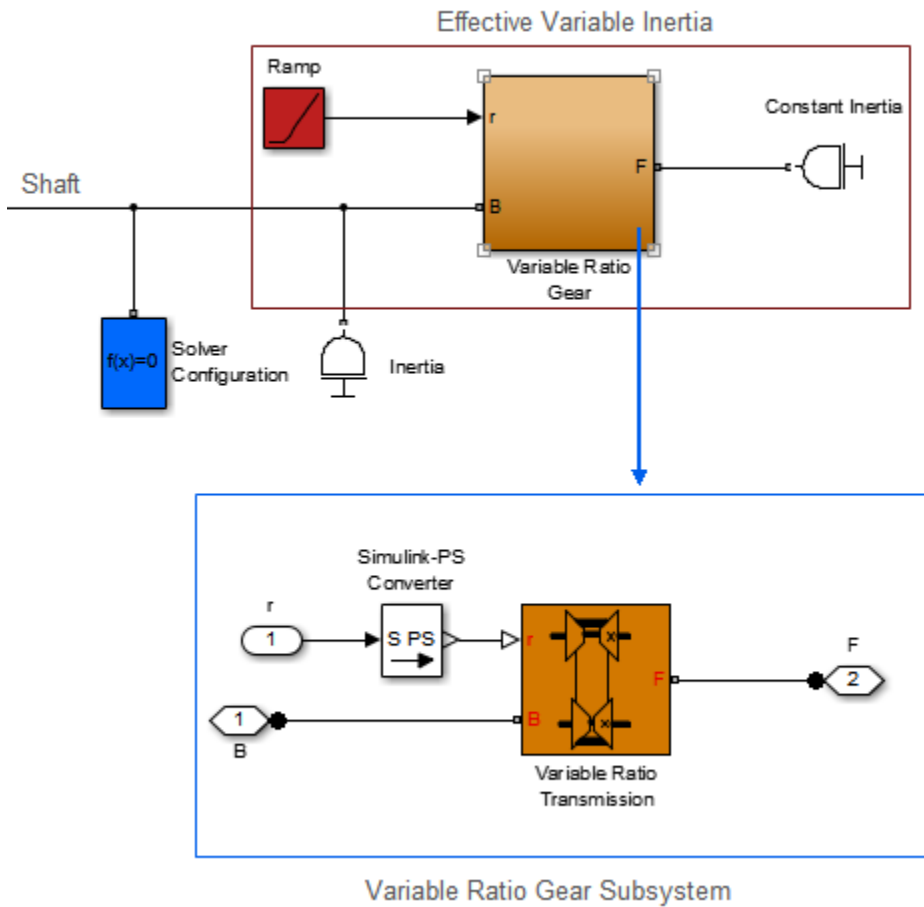 Effective Variable Inertia
Ramp
Constant Inertia
r
F
Shaft
B
Variable Ratio
Gear
f(x)=0
Solver
Configuration
Inertia
Simulink-PS
Converter
r
1
S PS
r
F
F
2
1
B
B
x
x
Variable Ratio
Transmission
Variable Ratio Gear Subsystem